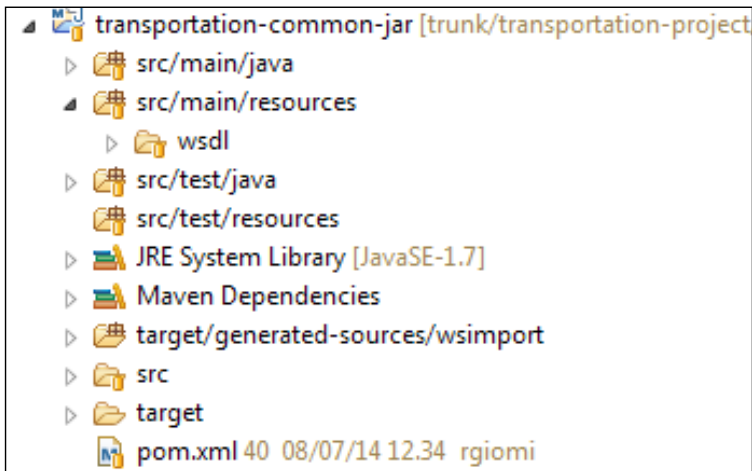 transportation-common-jar [trunk/transportation-project
src/main/java
src/main/resources
wsdl
src/test/java
src/test/resources
JRE System Library [JavaSE-1.7]
Maven Dependencies
target/generated-sources/wsimport
src
target
pom.xml 40 08/07/14 12.34 rgiomi